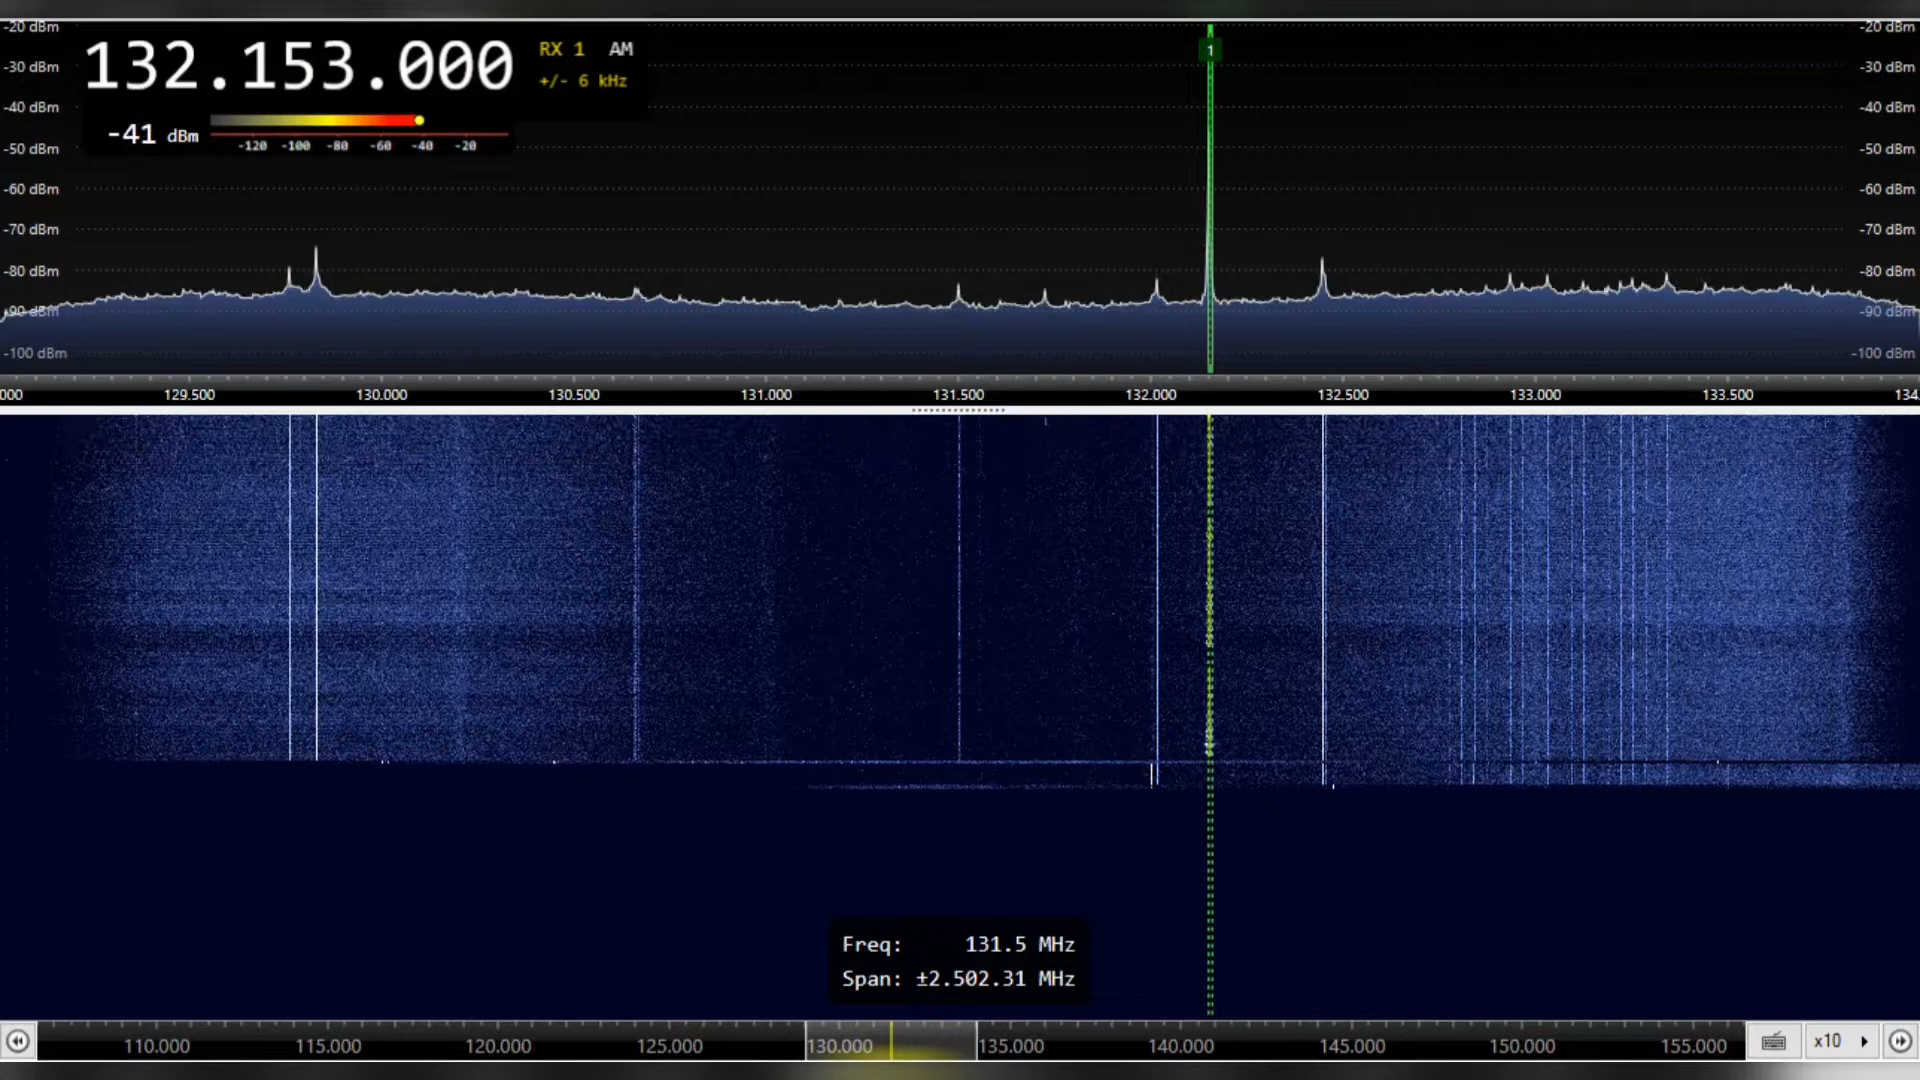 -20 dBm -20 dBm
132.153.000 RX 1 AM
+/- 6 kHz
1
-30 dBm -30 dBm
-40 dBm -40 dBm
-41 dBm
-120 -100 -80 -60 -40 -20
-50 dBm -50 dBm
-60 dBm -60 dBm
-70 dBm -70 dBm
-80 dBm -80 dBm
-90 dBm -90 dBm
-100 dBm -100 dBm
000 129.500 130.000 130.500 131.000 131.500 132.000 132.500 133.000 133.500 134.
Freq: 131.5 MHz
Span: ±2.502.31 MHz
110.000 115.000 120.000 125.000 130.000 135.000 140.000 145.000 150.000 155.000 x10